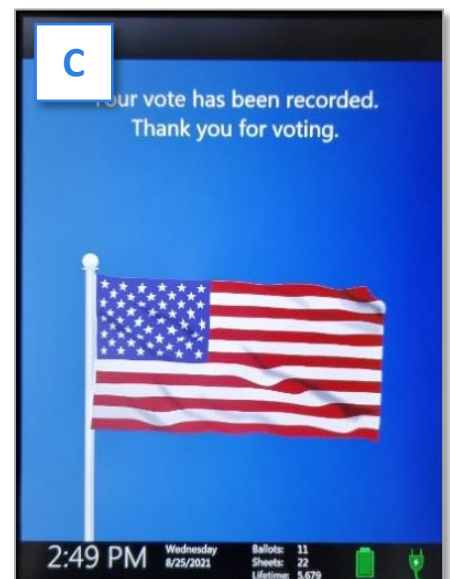 C
our vote has been recorded.
Thank you for voting.
2:49 PM
Wednesday
8/25/2021
Ballots: 11
Sheets: 22
Lifetime: 5,679